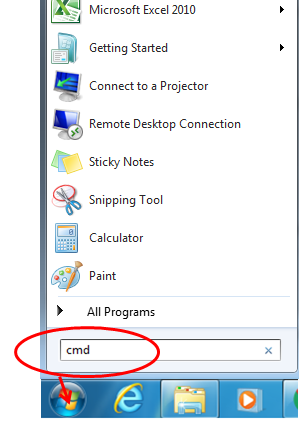 Microsoft Excel 2010
Getting Started
Connect to a Projector
Remote Desktop Connection
Sticky Notes
Snipping Tool
Calculator
Paint
All Programs
cmd